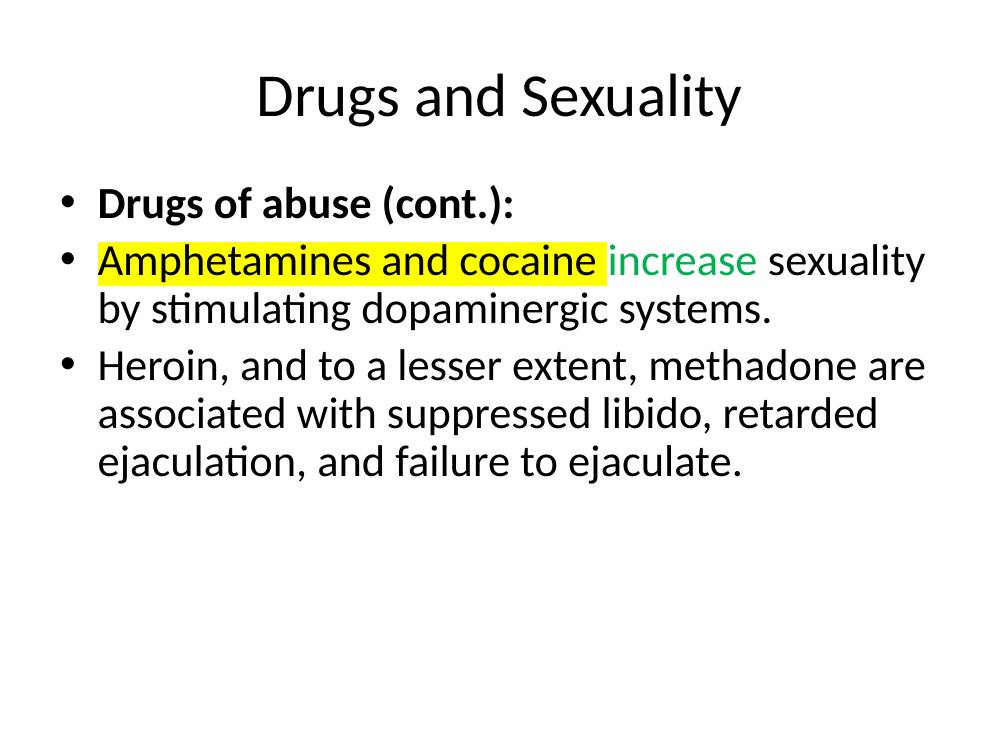 Drugs and Sexuality
• Drugs of abuse (cont.):
• Amphetamines and cocaine increase sexuality
by stimulating dopaminergic systems.
• Heroin, and to a lesser extent, methadone are
associated with suppressed libido, retarded
ejaculation, and failure to ejaculate.